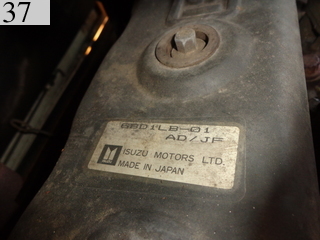 37
6BD1LB-01
AD/JF
ISUZU MOTORS LTD.
MADE IN JAPAN